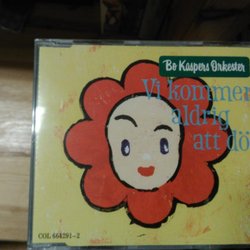 Bo Kaspers Orkester
Vi kommer
aldrig
att dö
COL 664291-2